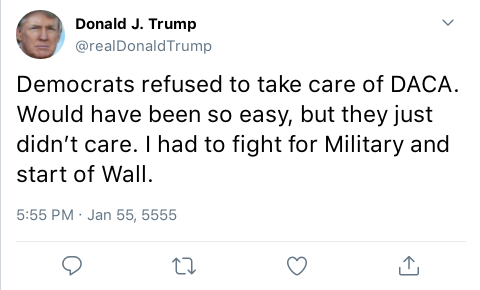 Donald J. Trump
@realDonaldTrump
Democrats refused to take care of DACA.
Would have been so easy, but they just
didn’t care. I had to fight for Military and
start of Wall.
5:55 PM · Jan 55, 5555